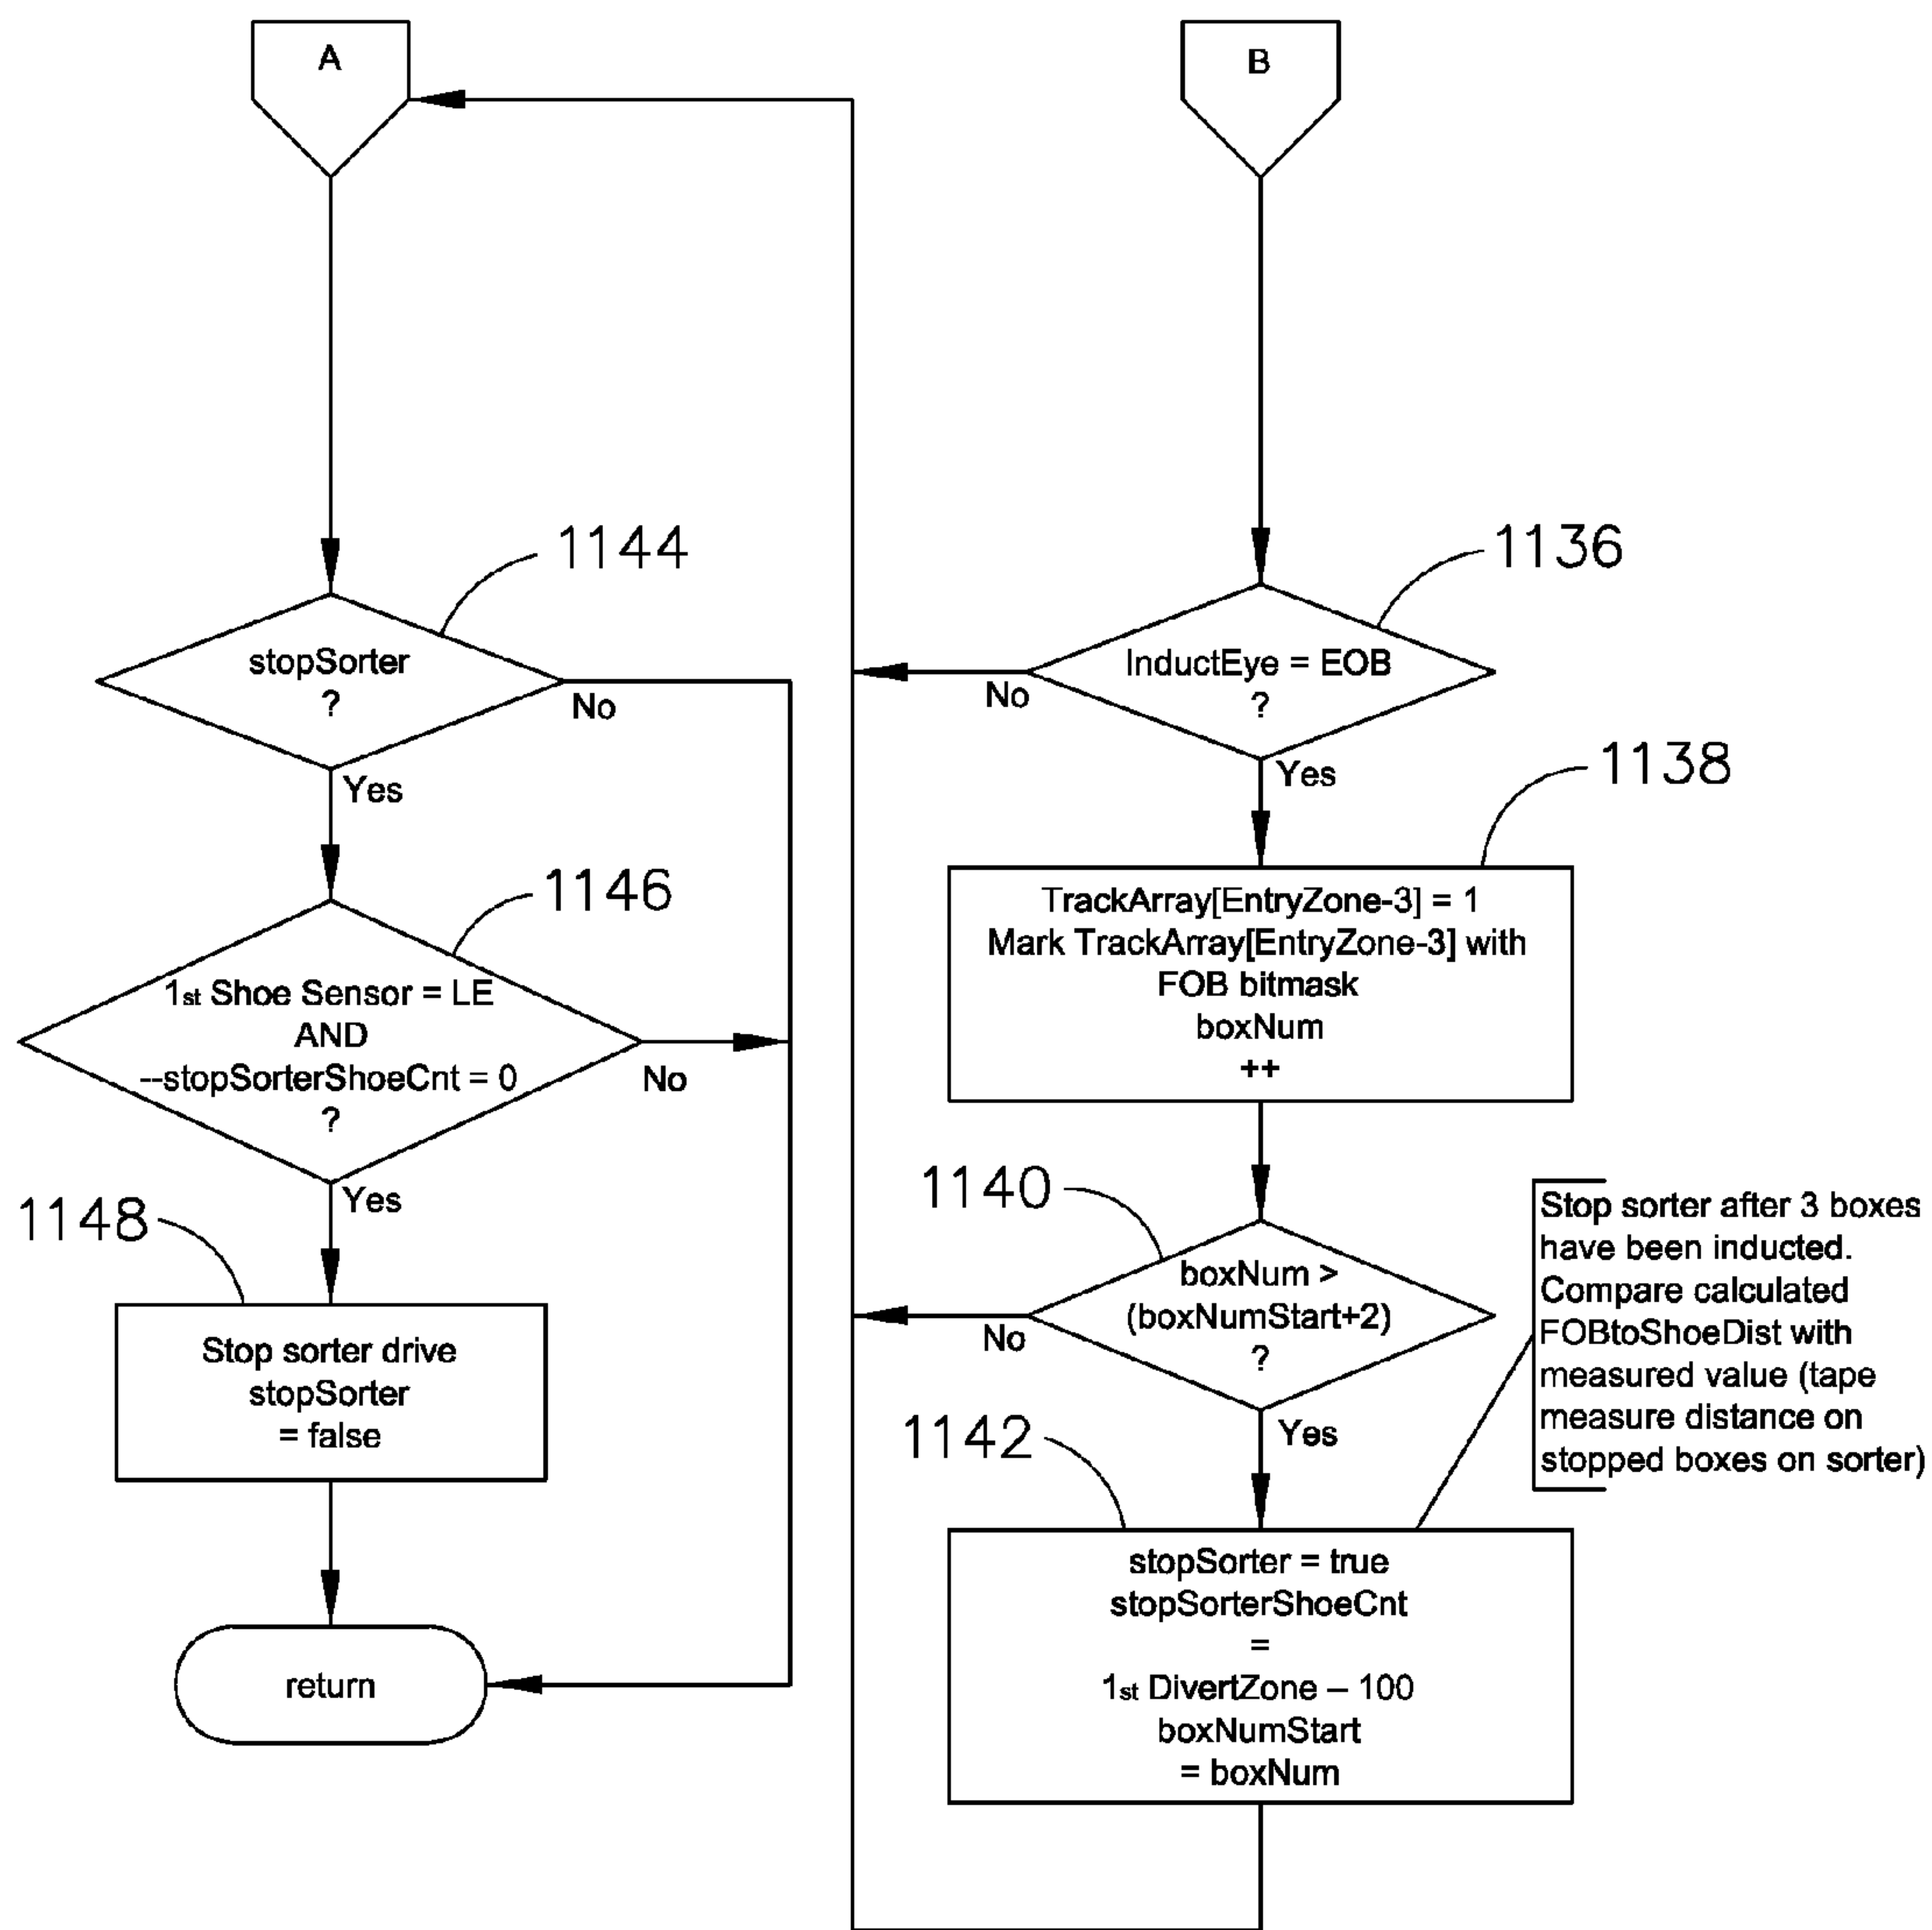 A
B
1144
stopSorter
?
No
Yes
1146
1st Shoe Sensor = LE
AND
--stopSorterShoeCnt = 0
?
No
Yes
1148
Stop sorter drive
stopSorter
= false
return
1136
InductEye = EOB
?
No
Yes
1138
TrackArray[EntryZone-3] = 1
Mark TrackArray[EntryZone-3] with
FOB bitmask
boxNum
++
1140
boxNum >
(boxNumStart+2)
?
No
Yes
1142
stopSorter = true
stopSorterShoeCnt
=
1st DivertZone – 100
boxNumStart
= boxNum
Stop sorter after 3 boxes
have been inducted.
Compare calculated
FOBtoShoeDist with
measured value (tape
measure distance on
stopped boxes on sorter)